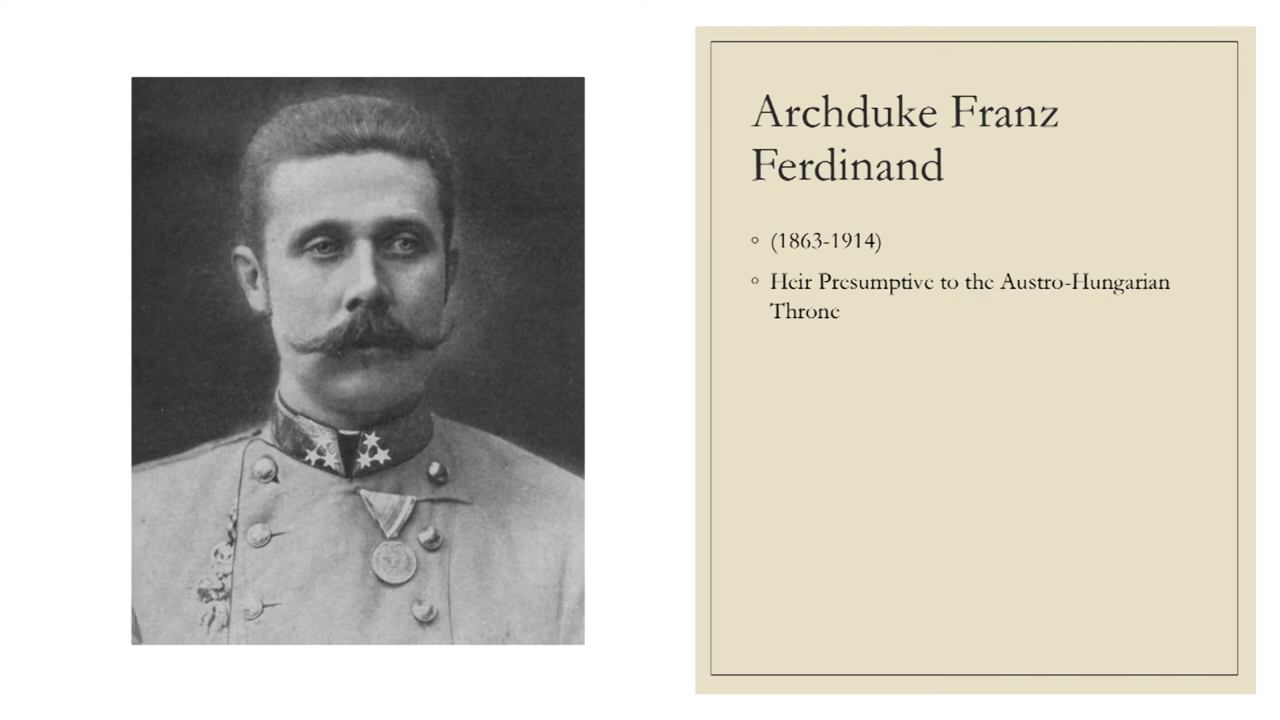 Archduke Franz
Ferdinand
(1863-1914)
Heir Presumptive to the Austro-Hungarian
Throne